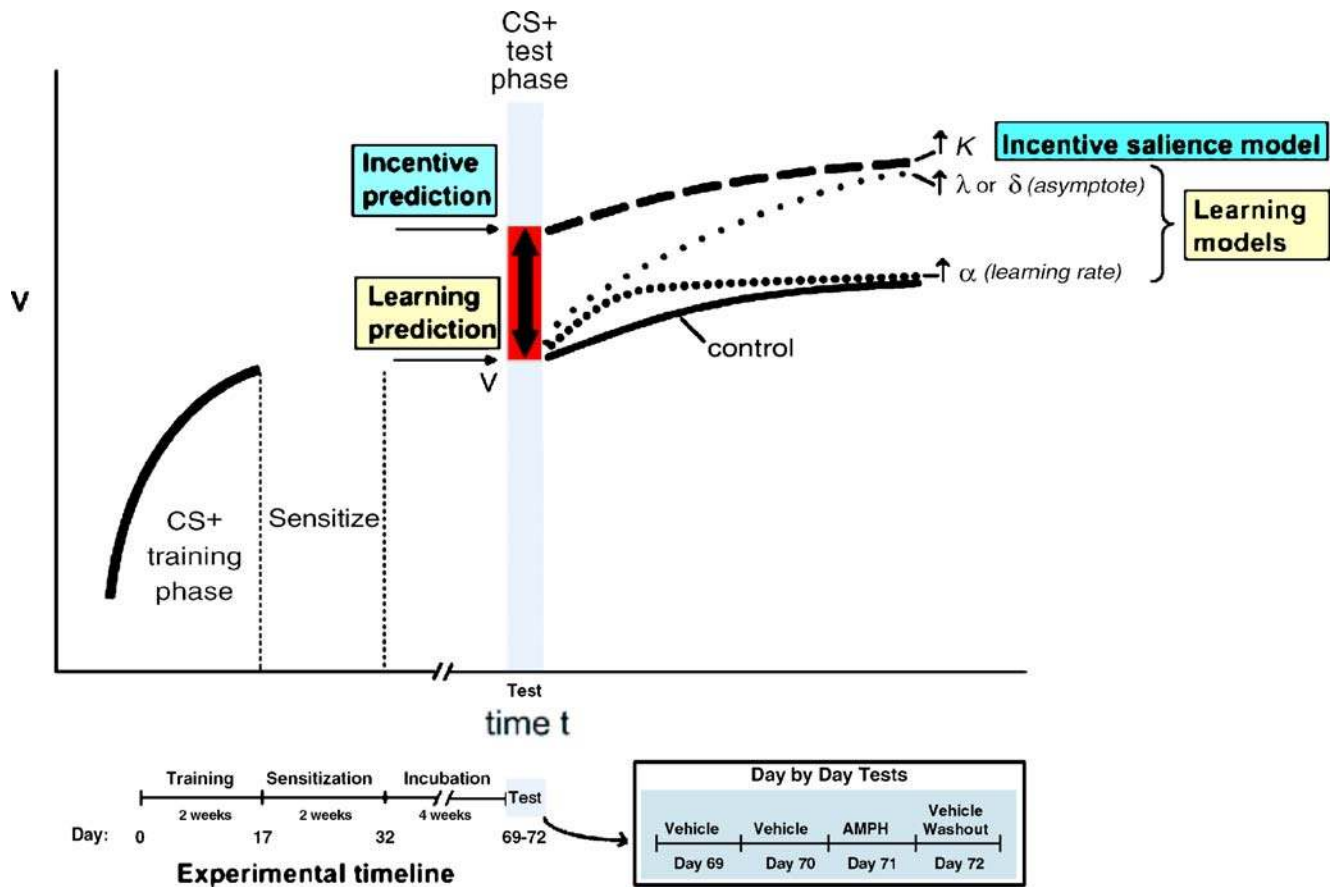 CS+
test
phase
Incentive
prediction
K
Incentive salience model
λ or δ (asymptote)
Learning
models
V
Learning
prediction
α (learning rate)
control
V
CS+
training
phase
Sensitize
Test
time t
Training
Sensitization
Incubation
Test
2 weeks
2 weeks
4 weeks
Day:
0
17
32
69-72
Experimental timeline
Day by Day Tests
Vehicle
Vehicle
AMPH
Vehicle
Washout
Day 69
Day 70
Day 71
Day 72